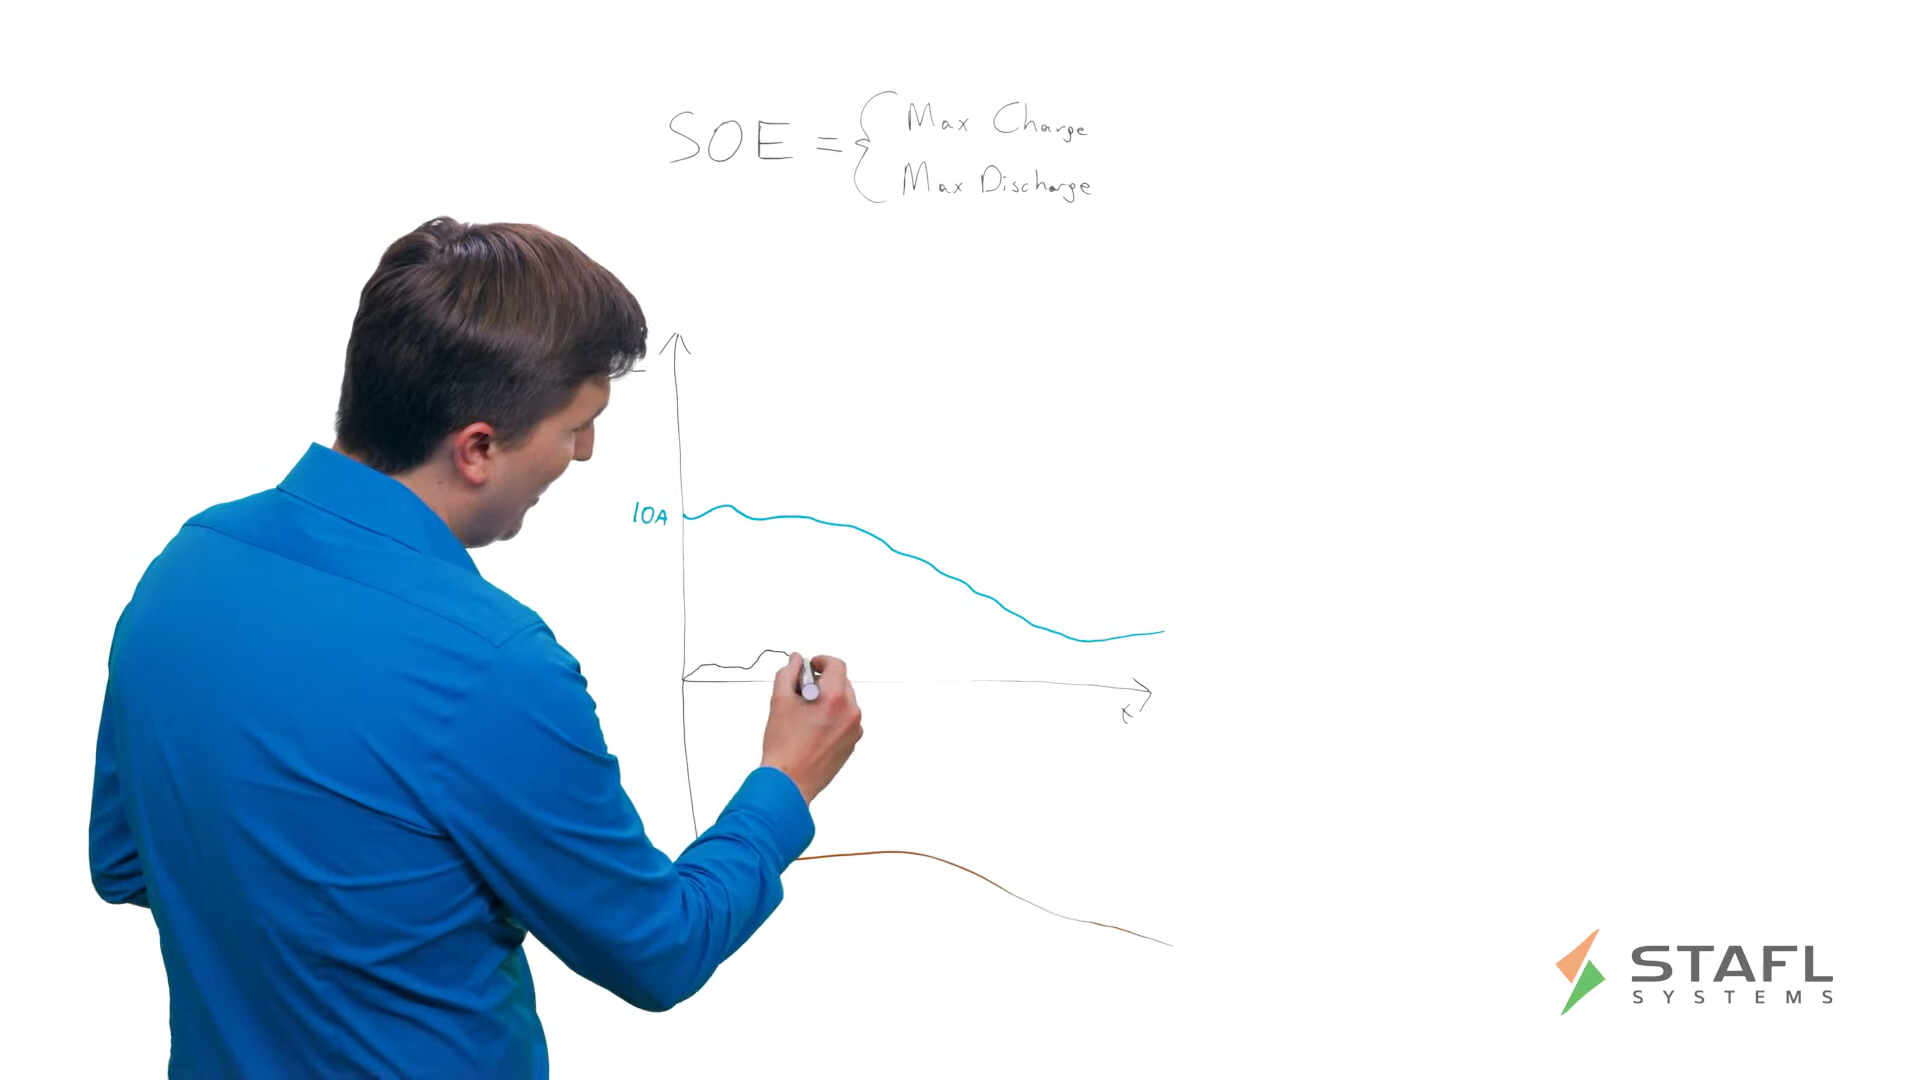 SOE = { Max Charge
Max Discharge
10A
STAFL
SYSTEMS